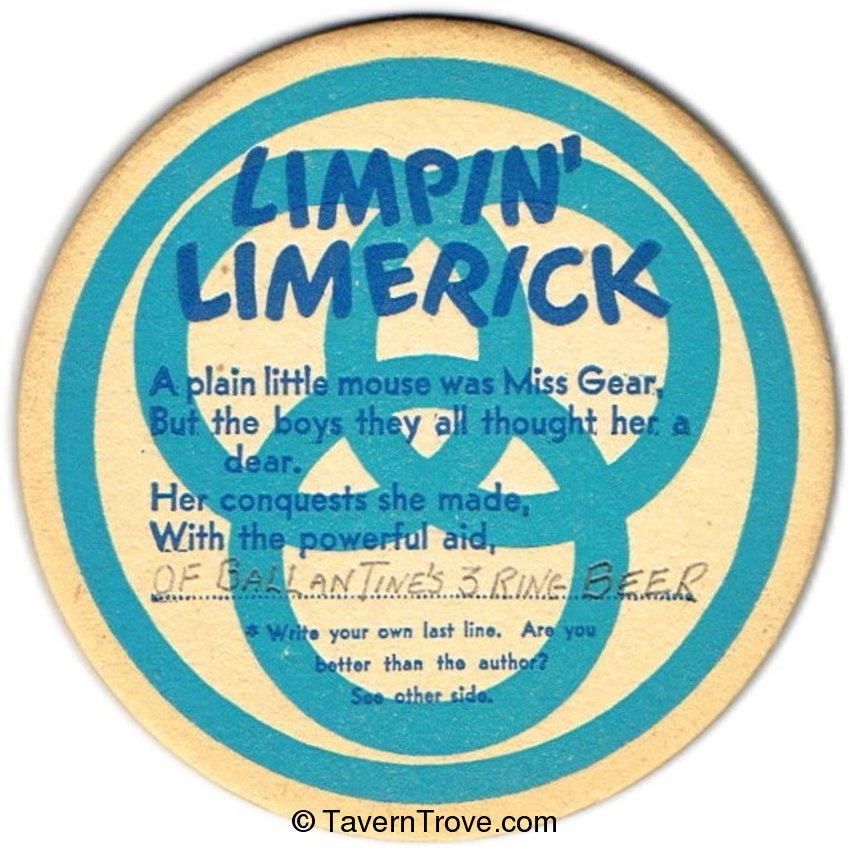 LIMPIN'
LIMERICK
A plain little mouse was Miss Gear,
But the boys they all thought her a
dear.
Her conquests she made,
With the powerful aid,
OF BALLANTINE'S 3 RING BEER
* Write your own last line. Are you
better than the author?
See other side.
© TavernTrove.com